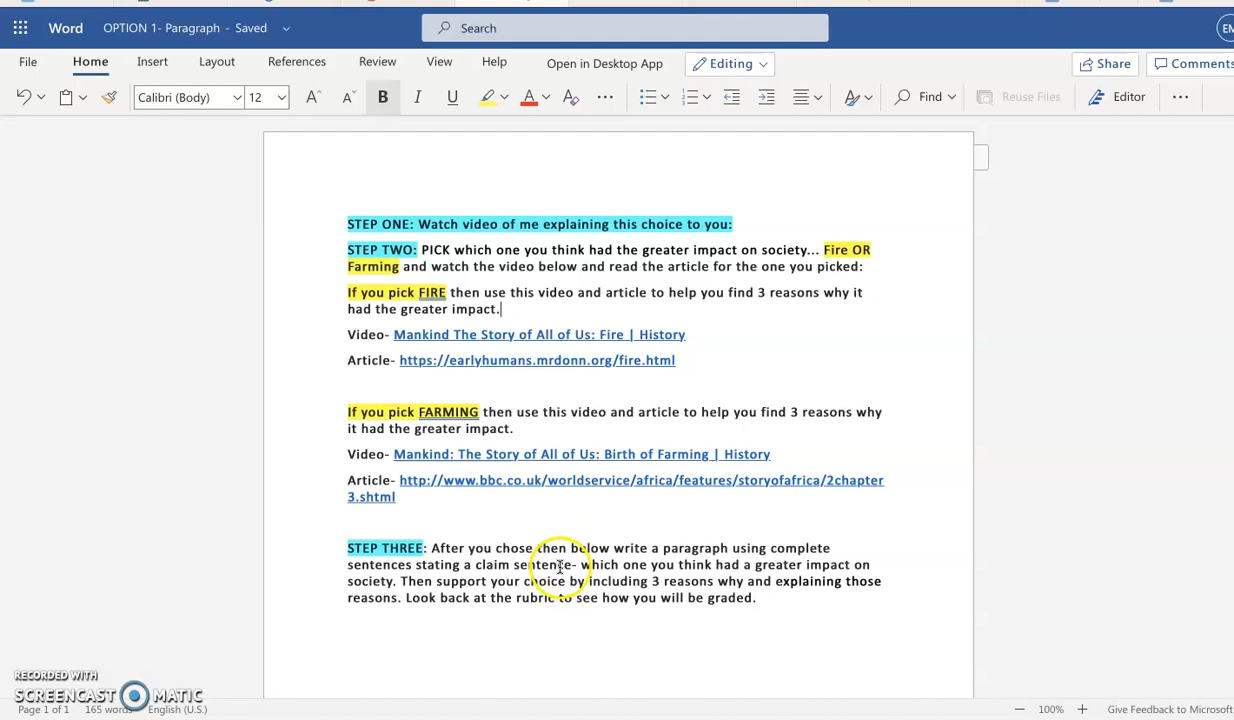 Word OPTION 1- Paragraph - Saved Search EM
File Home Insert Layout References Review View Help Open in Desktop App Editing Share Comments
Calibri (Body) 12 B I U A A Find Reuse Files Editor
STEP ONE: Watch video of me explaining this choice to you:
STEP TWO: PICK which one you think had the greater impact on society... Fire OR
Farming and watch the video below and read the article for the one you picked:
If you pick FIRE then use this video and article to help you find 3 reasons why it
had the greater impact.
Video- Mankind The Story of All of Us: Fire | History
Article- https://earlyhumans.mrdonn.org/fire.html
If you pick FARMING then use this video and article to help you find 3 reasons why
it had the greater impact.
Video- Mankind: The Story of All of Us: Birth of Farming | History
Article- http://www.bbc.co.uk/worldservice/africa/features/storyofafrica/2chapter
3.shtml
STEP THREE: After you chose then below write a paragraph using complete
sentences stating a claim sentence- which one you think had a greater impact on
society. Then support your choice by including 3 reasons why and explaining those
reasons. Look back at the rubric to see how you will be graded.
RECORDED WITH
SCREENCAST MATIC
Page 1 of 1 165 words English (U.S.) 100% Give Feedback to Microsoft